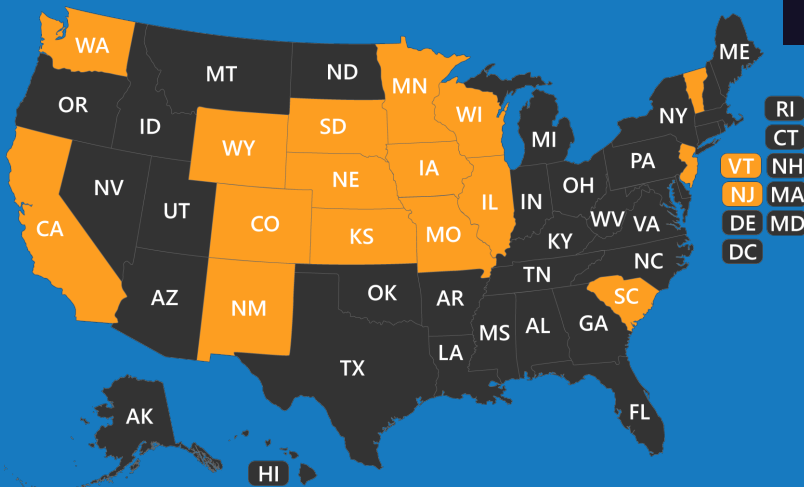 WA
MT
ND
MN
ME
OR
ID
SD
WI
NY
RI
WY
MI
CT
NV
NE
IA
PA
VT NH
UT
CO
IL
IN
OH
NJ MA
CA
KS
MO
WV
VA
DE MD
KY
DC
AZ
NM
OK
AR
TN
NC
SC
MS
AL
GA
LA
TX
AK
FL
HI